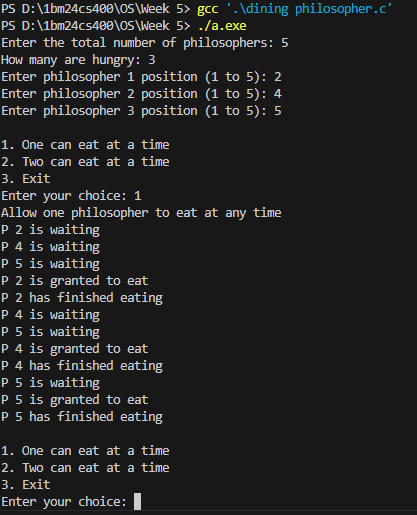 PS D:\1bm24cs400\OS\Week 5> gcc '.\dining philosopher.c'
PS D:\1bm24cs400\OS\Week 5> ./a.exe
Enter the total number of philosophers: 5
How many are hungry: 3
Enter philosopher 1 position (1 to 5): 2
Enter philosopher 2 position (1 to 5): 4
Enter philosopher 3 position (1 to 5): 5
1. One can eat at a time
2. Two can eat at a time
3. Exit
Enter your choice: 1
Allow one philosopher to eat at any time
P 2 is waiting
P 4 is waiting
P 5 is waiting
P 2 is granted to eat
P 2 has finished eating
P 4 is waiting
P 5 is waiting
P 4 is granted to eat
P 4 has finished eating
P 5 is waiting
P 5 is granted to eat
P 5 has finished eating
1. One can eat at a time
2. Two can eat at a time
3. Exit
Enter your choice: